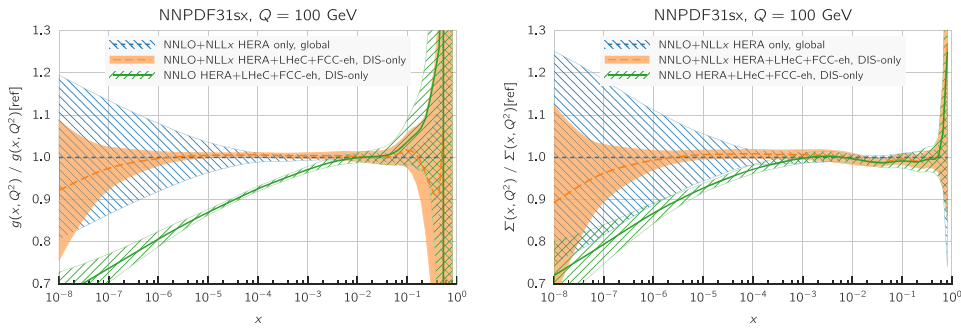 NNPDF31sx, Q = 100 GeV
1.3
1.2
1.1
1.0
0.9
0.8
0.7
g(x, Q²) / g(x, Q²)[ref]
NNLO+NLLx HERA only, global
NNLO+NLLx HERA+LHeC+FCC-eh, DIS-only
NNLO HERA+LHeC+FCC-eh, DIS-only
10⁻⁸ 10⁻⁷ 10⁻⁶ 10⁻⁵ 10⁻⁴ 10⁻³ 10⁻² 10⁻¹ 10⁰
x
NNPDF31sx, Q = 100 GeV
1.3
1.2
1.1
1.0
0.9
0.8
0.7
Σ(x, Q²) / Σ(x, Q²)[ref]
NNLO+NLLx HERA only, global
NNLO+NLLx HERA+LHeC+FCC-eh, DIS-only
NNLO HERA+LHeC+FCC-eh, DIS-only
10⁻⁸ 10⁻⁷ 10⁻⁶ 10⁻⁵ 10⁻⁴ 10⁻³ 10⁻² 10⁻¹ 10⁰
x